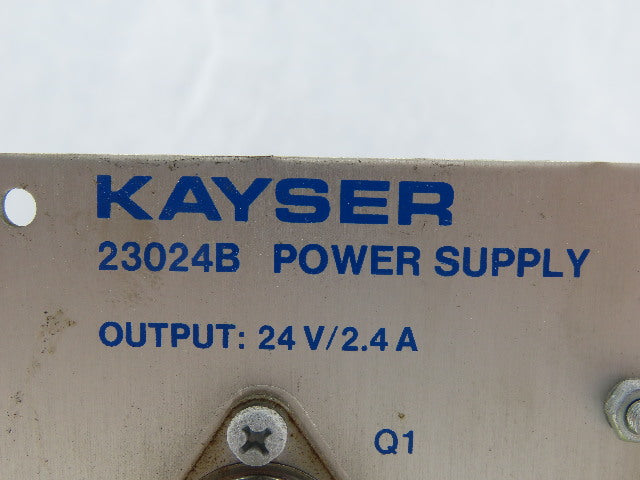 KAYSER
23024B POWER SUPPLY
OUTPUT: 24 V/2.4 A
Q1